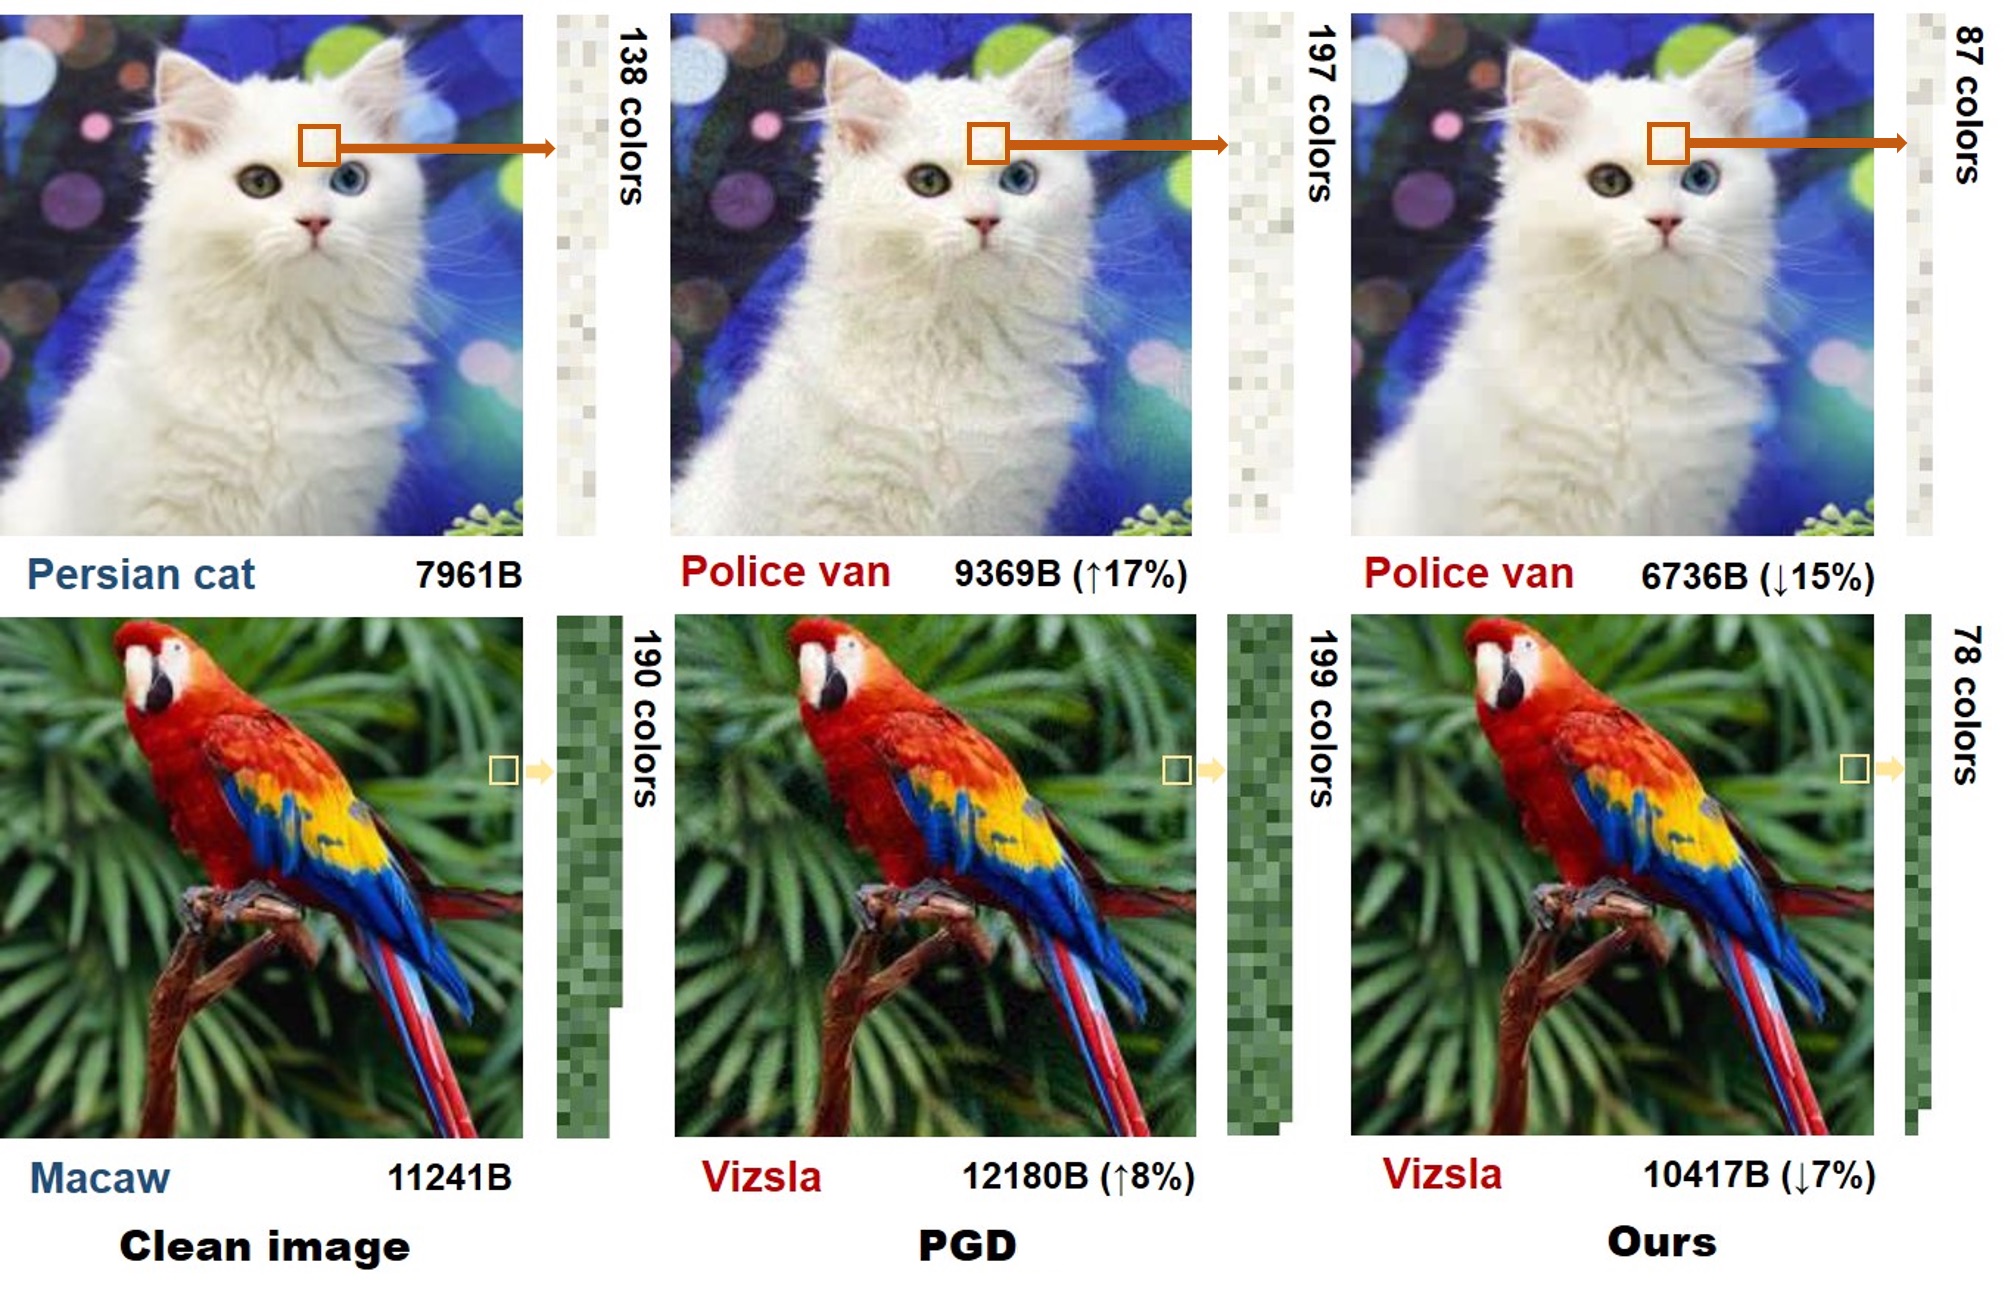 138 colors
197 colors
87 colors
Persian cat 7961B
Police van 9369B (↑17%)
Police van 6736B (↓15%)
190 colors
199 colors
78 colors
Macaw 11241B
Vizsla 12180B (↑8%)
Vizsla 10417B (↓7%)
Clean image
PGD
Ours